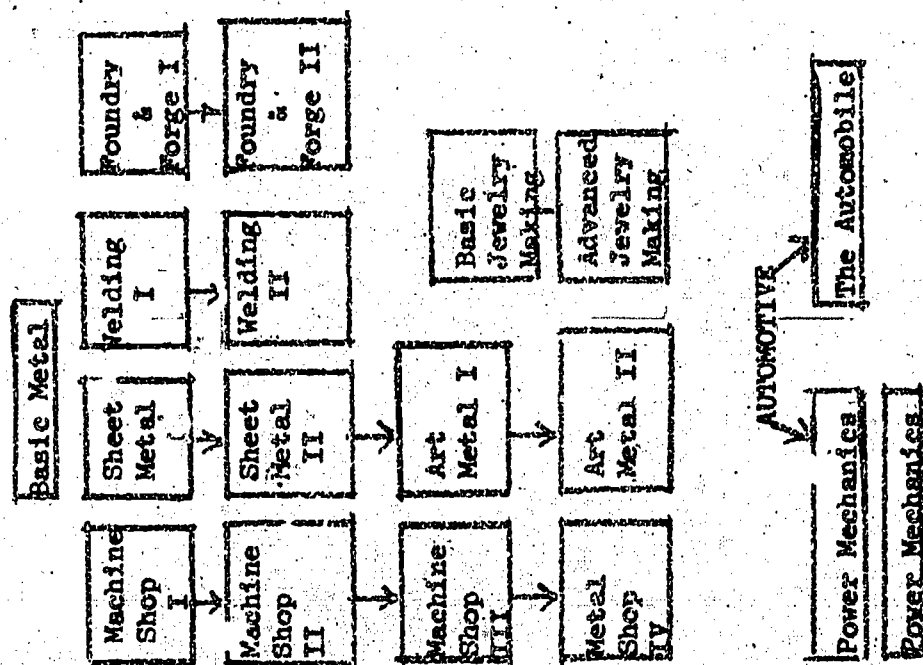 Basic Metal
Machine
Shop
I
Sheet
Metal
Welding
I
Foundry
&
Forge I
Machine
Shop
II
Sheet
Metal
II
Welding
II
Foundry
&
Forge II
Machine
Shop
III
Art
Metal I
Basic
Jewelry
Making
Metal
Shop
IV
Art
Metal II
Advanced
Jewelry
Making
AUTOMOTIVE
Power Mechanics
The Automobile
Power Mechanics